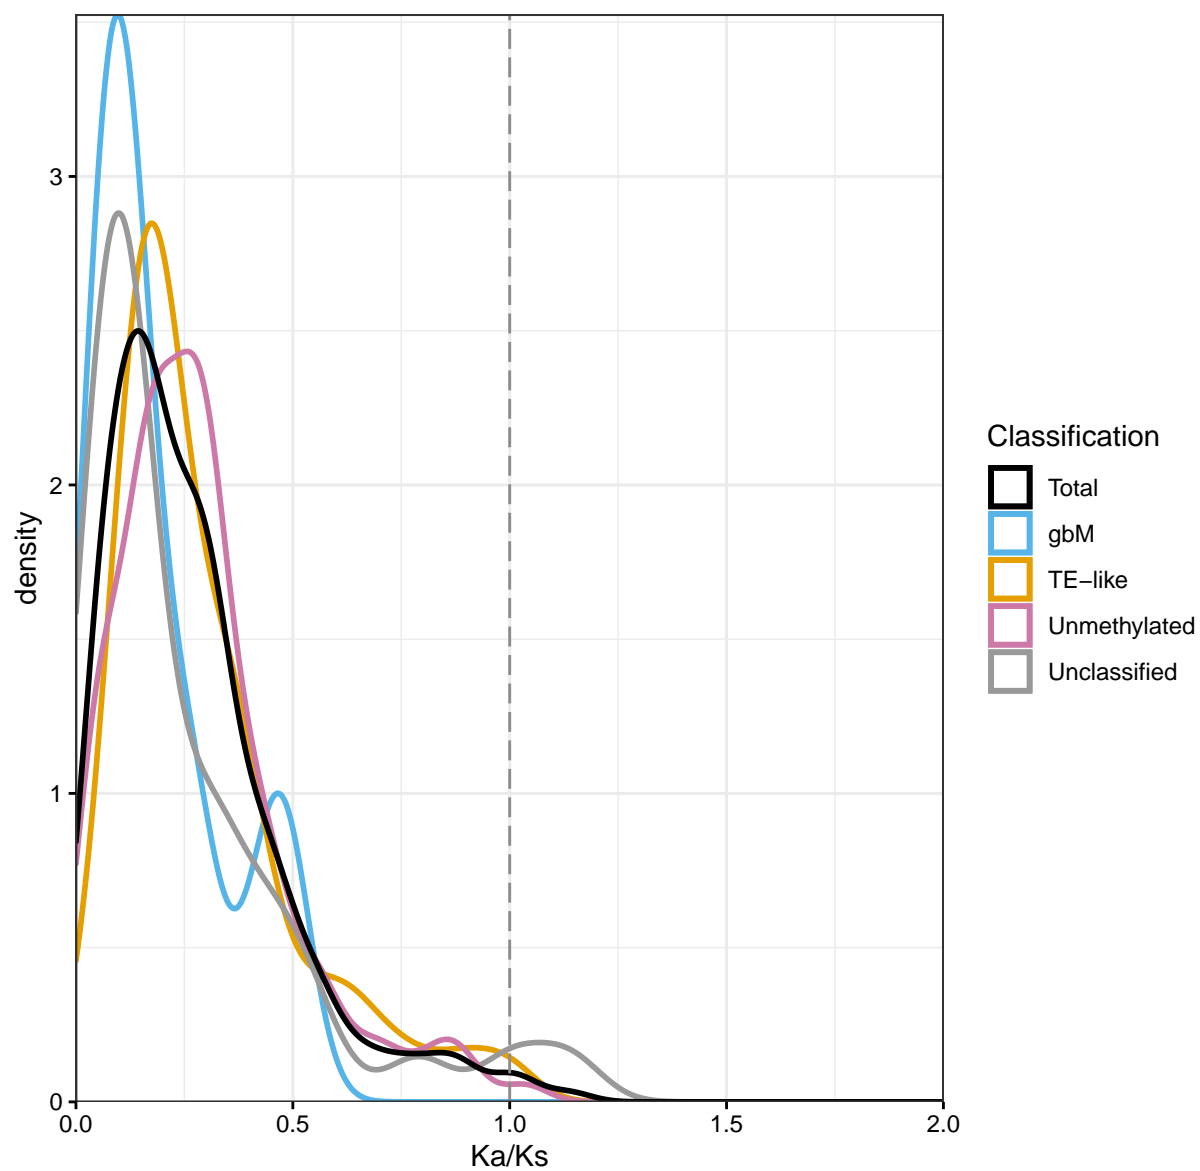 density
3
2
1
0
0.0 0.5 1.0 1.5 2.0
Ka/Ks
Classification
Total
gbM
TE−like
Unmethylated
Unclassified